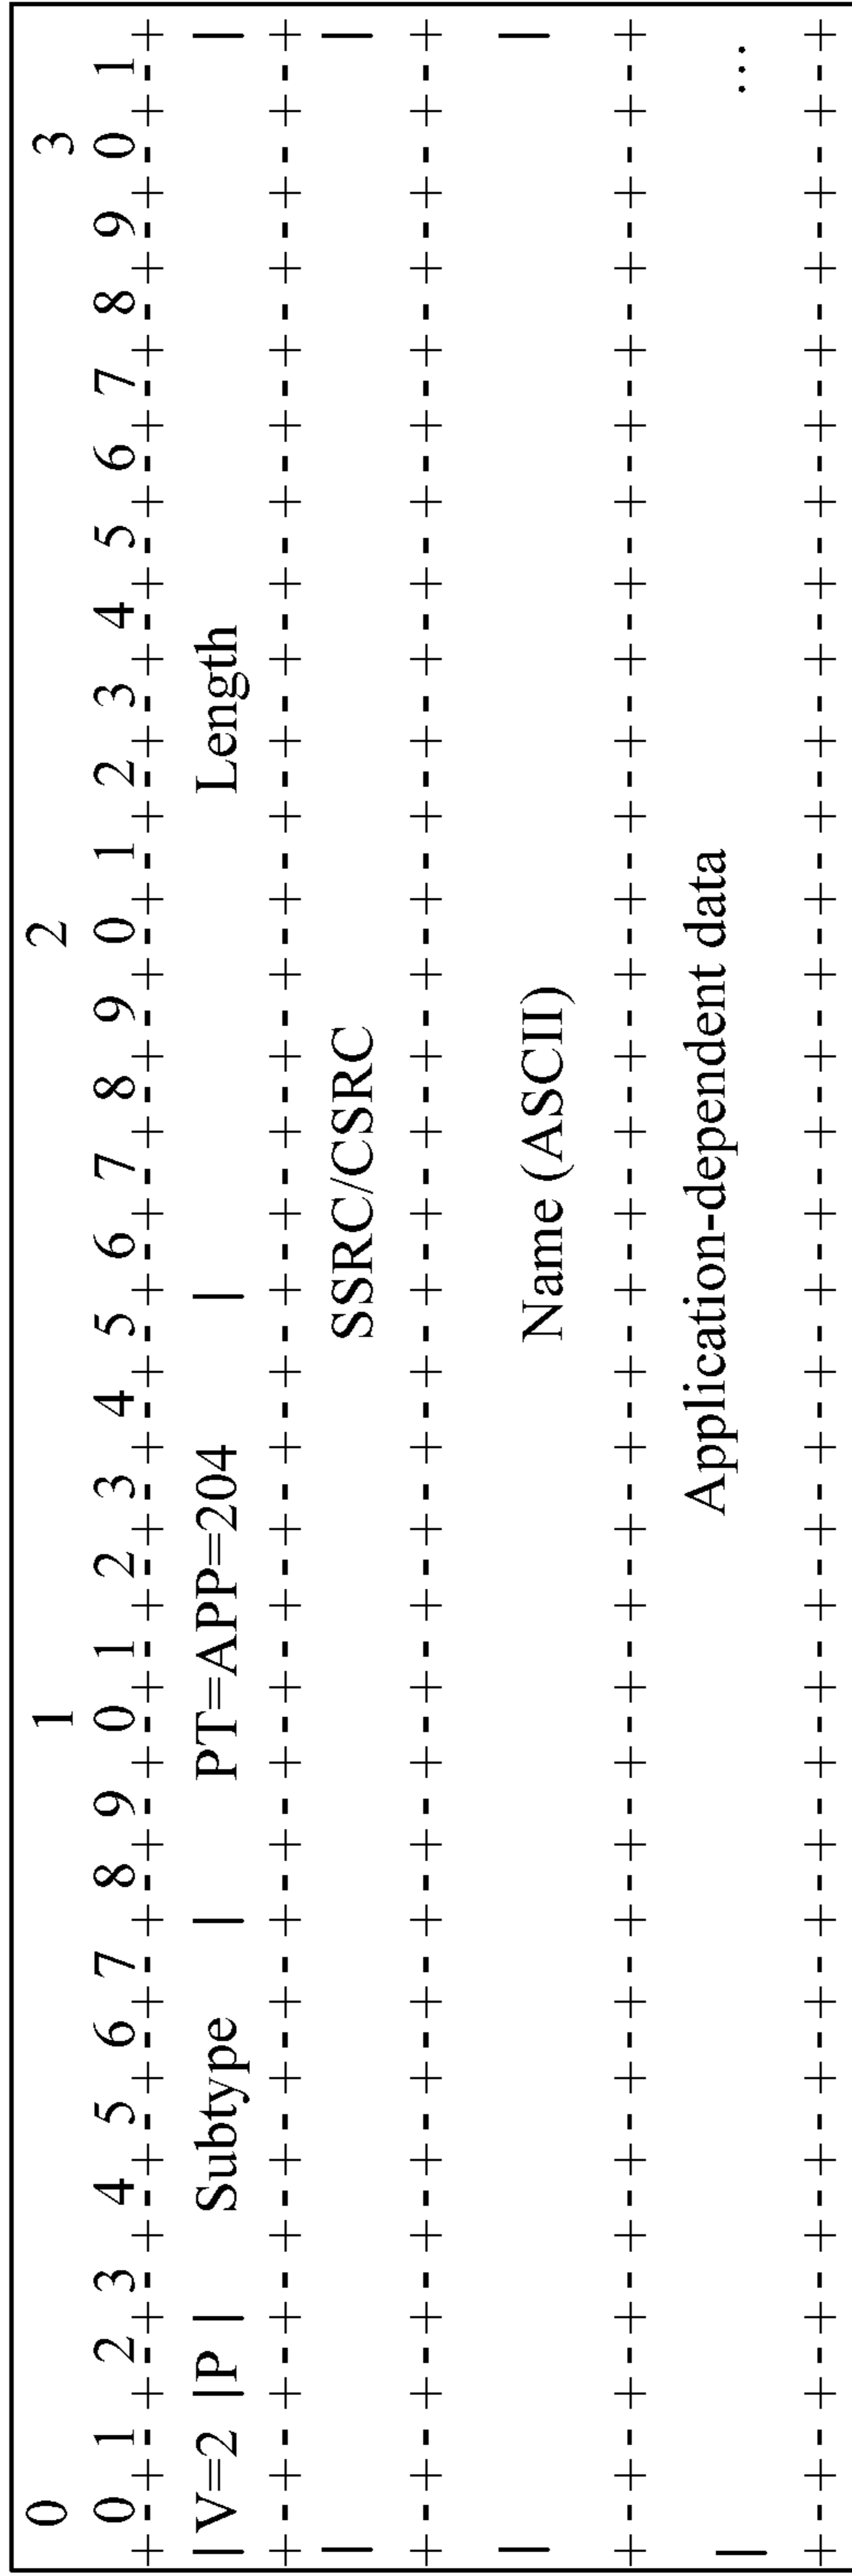 0 1 2 3
0 1 2 3 4 5 6 7 8 9 0 1 2 3 4 5 6 7 8 9 0 1 2 3 4 5 6 7 8 9 0 1
+-+-+-+-+-+-+-+-+-+-+-+-+-+-+-+-+-+-+-+-+-+-+-+-+-+-+-+-+-+-+-+-+
|V=2 |P | Subtype | PT=APP=204 | Length |
+-+-+-+-+-+-+-+-+-+-+-+-+-+-+-+-+-+-+-+-+-+-+-+-+-+-+-+-+-+-+-+-+
| SSRC/CSRC |
+-+-+-+-+-+-+-+-+-+-+-+-+-+-+-+-+-+-+-+-+-+-+-+-+-+-+-+-+-+-+-+-+
| Name (ASCII) |
+-+-+-+-+-+-+-+-+-+-+-+-+-+-+-+-+-+-+-+-+-+-+-+-+-+-+-+-+-+-+-+-+
| Application-dependent data ...
+-+-+-+-+-+-+-+-+-+-+-+-+-+-+-+-+-+-+-+-+-+-+-+-+-+-+-+-+-+-+-+-+